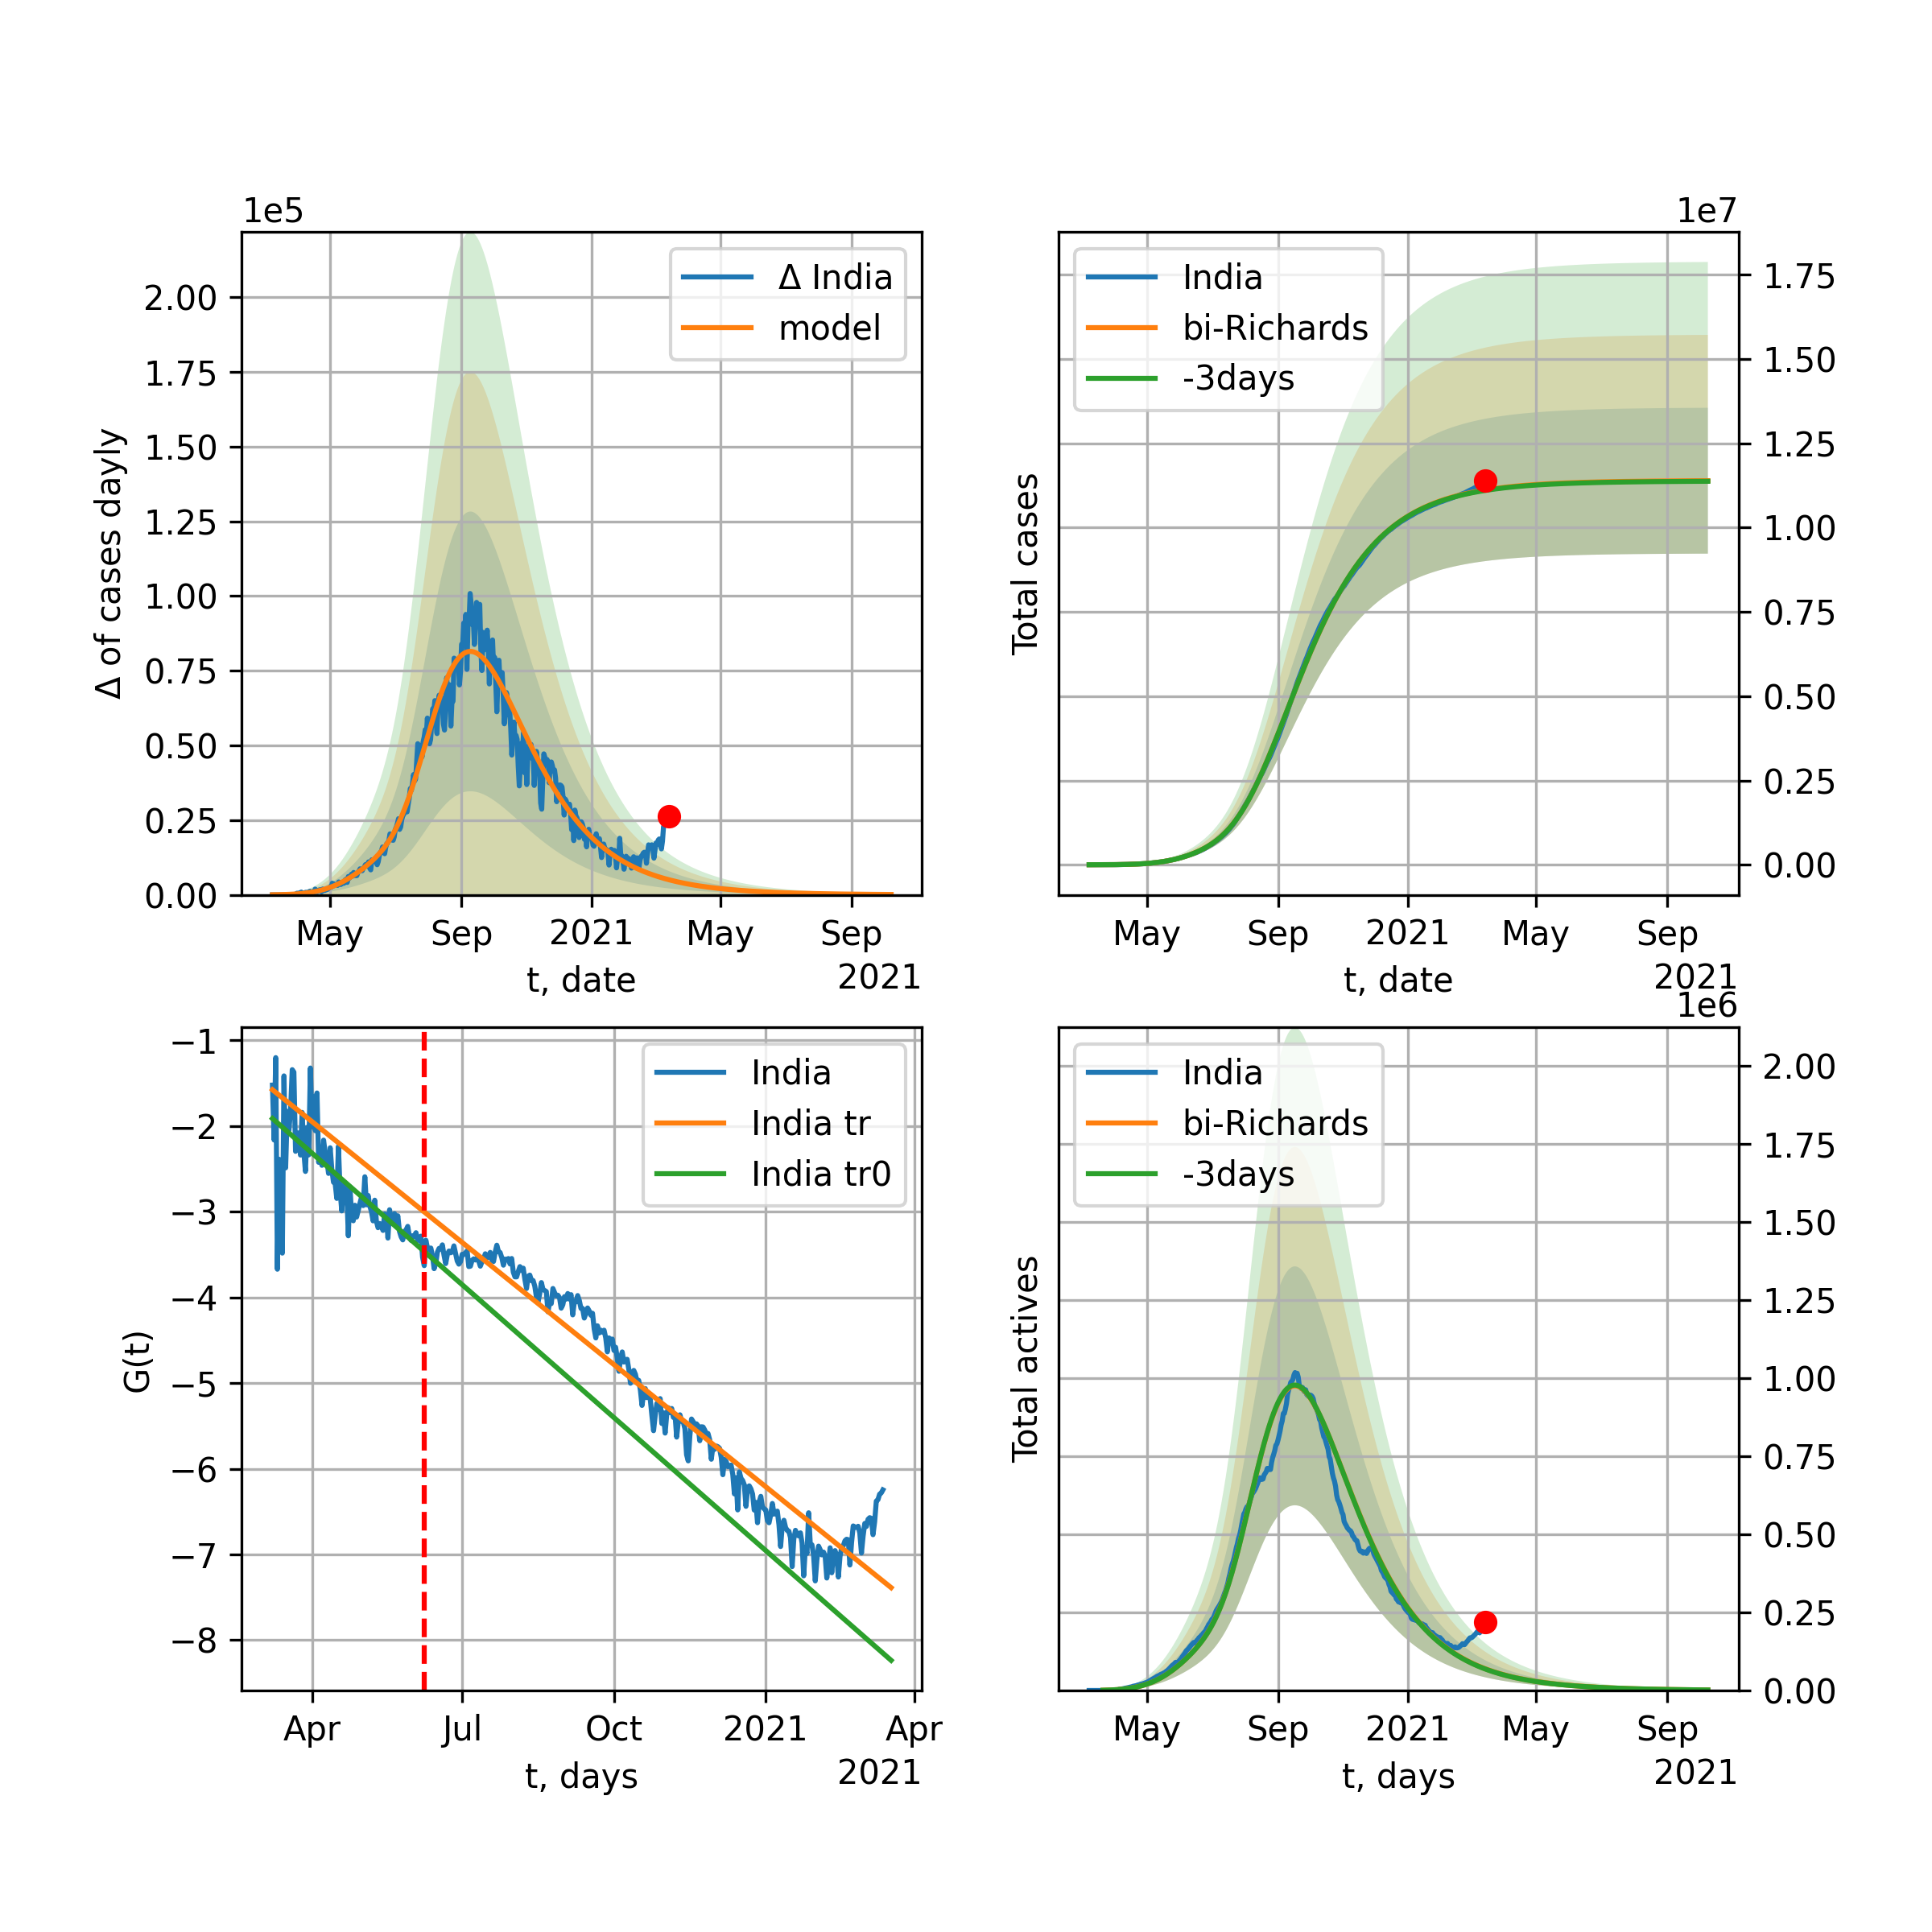 1e5
Δ India
model
2.00
1.75
1.50
1.25
1.00
0.75
0.50
0.25
0.00
Δ of cases dayly
May Sep 2021 May Sep
t, date 2021
1e7
India
bi-Richards
-3days
1.75
1.50
1.25
1.00
0.75
0.50
0.25
0.00
Total cases
May Sep 2021 May Sep
t, date 2021
India
India tr
India tr0
−1
−2
−3
−4
−5
−6
−7
−8
G(t)
Apr Jul Oct 2021 Apr
t, days 2021
1e6
India
bi-Richards
-3days
2.00
1.75
1.50
1.25
1.00
0.75
0.50
0.25
0.00
Total actives
May Sep 2021 May Sep
t, days 2021